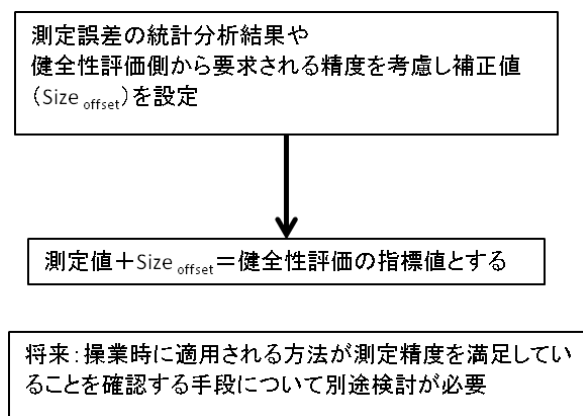 測定誤差の統計分析結果や
健全性評価側から要求される精度を考慮し補正値
(Size offset)を設定
測定値+Size offset=健全性評価の指標値とする
将来:操業時に適用される方法が測定精度を満足してい
ることを確認する手段について別途検討が必要